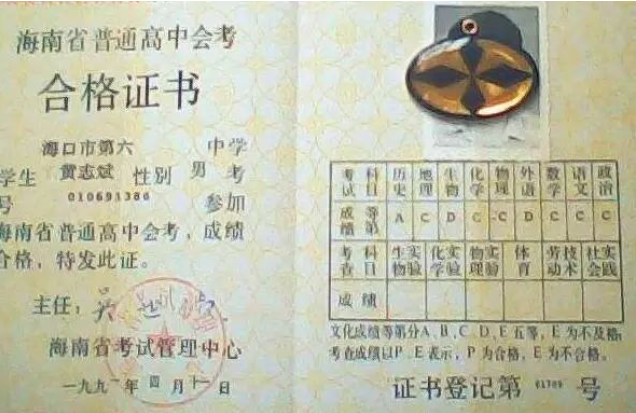 海南省普通高中会考
合格证书
海口市第六 中学
学生 黄志斌 性别 男 考
号 010691380 参加
海南省普通高中会考,成绩
合格,特发此证。
主任:
海南省考试管理中心
一九九一年四月十一日
考试 科目 历史 地理 生物 化学 物理 外语 数学 语文 政治
成绩 等第 A C D C C D C C C
考查 科目 生物实验 化学实验 物理实验 体育 劳动技术 社会实践
成绩
文化成绩等第分A、B、C、D、E五等,E为不及格;
考查成绩以P、E表示,P为合格,E为不合格。
证书登记第 号